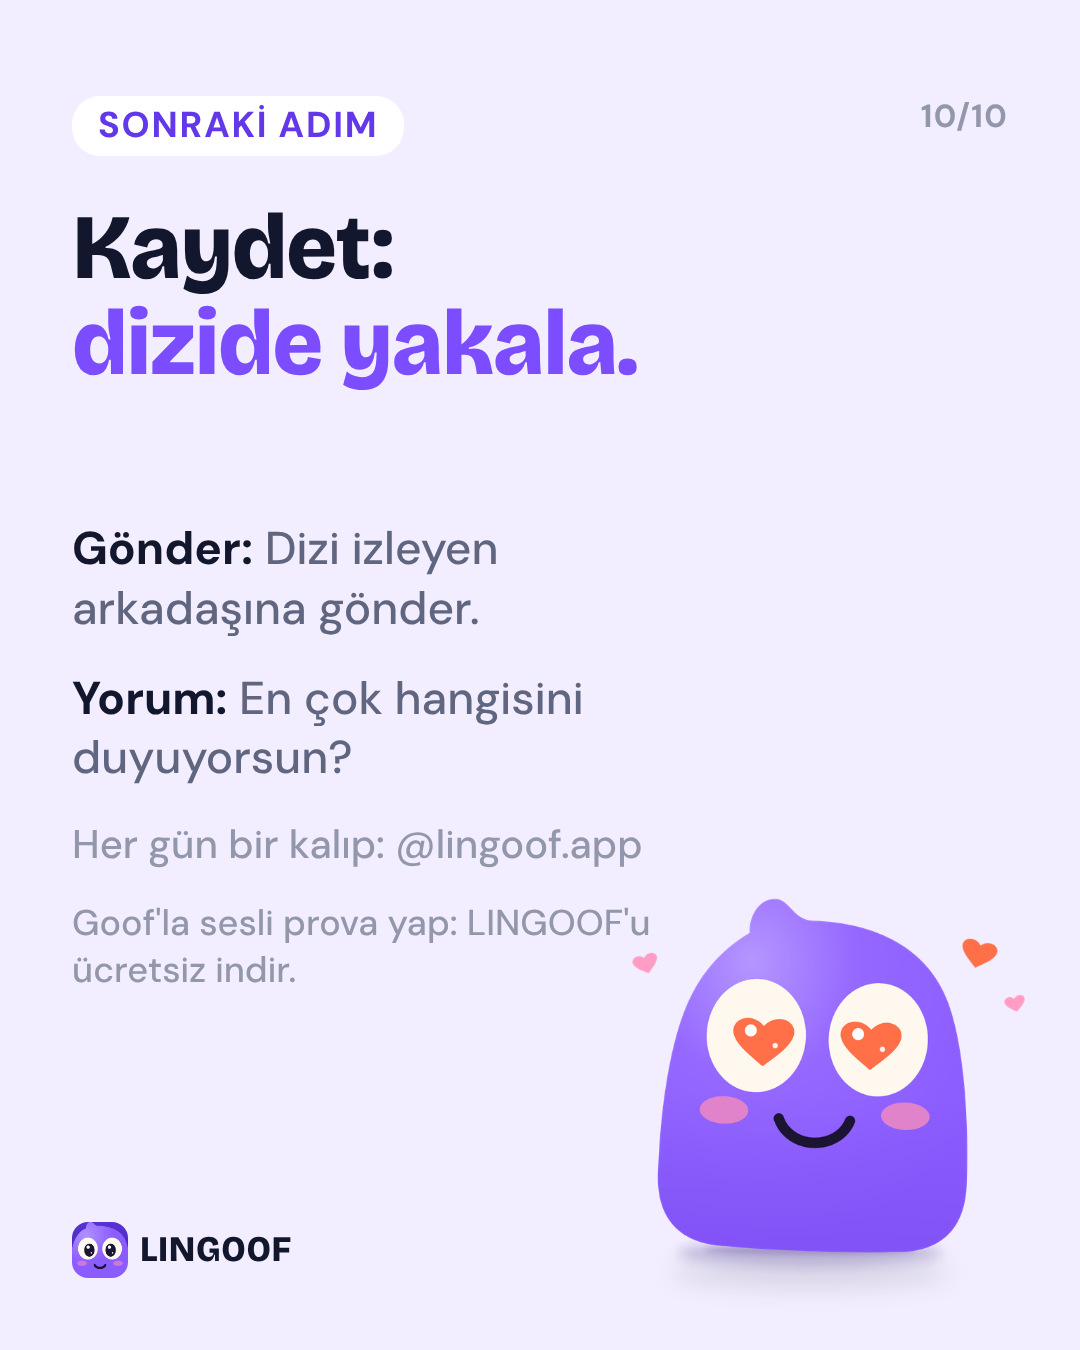 SONRAKİ ADIM
10/10
Kaydet:
dizide yakala.
Gönder: Dizi izleyen
arkadaşına gönder.
Yorum: En çok hangisini
duyuyorsun?
Her gün bir kalıp: @lingoof.app
Goof'la sesli prova yap: LINGOOF'u
ücretsiz indir.
LINGOOF